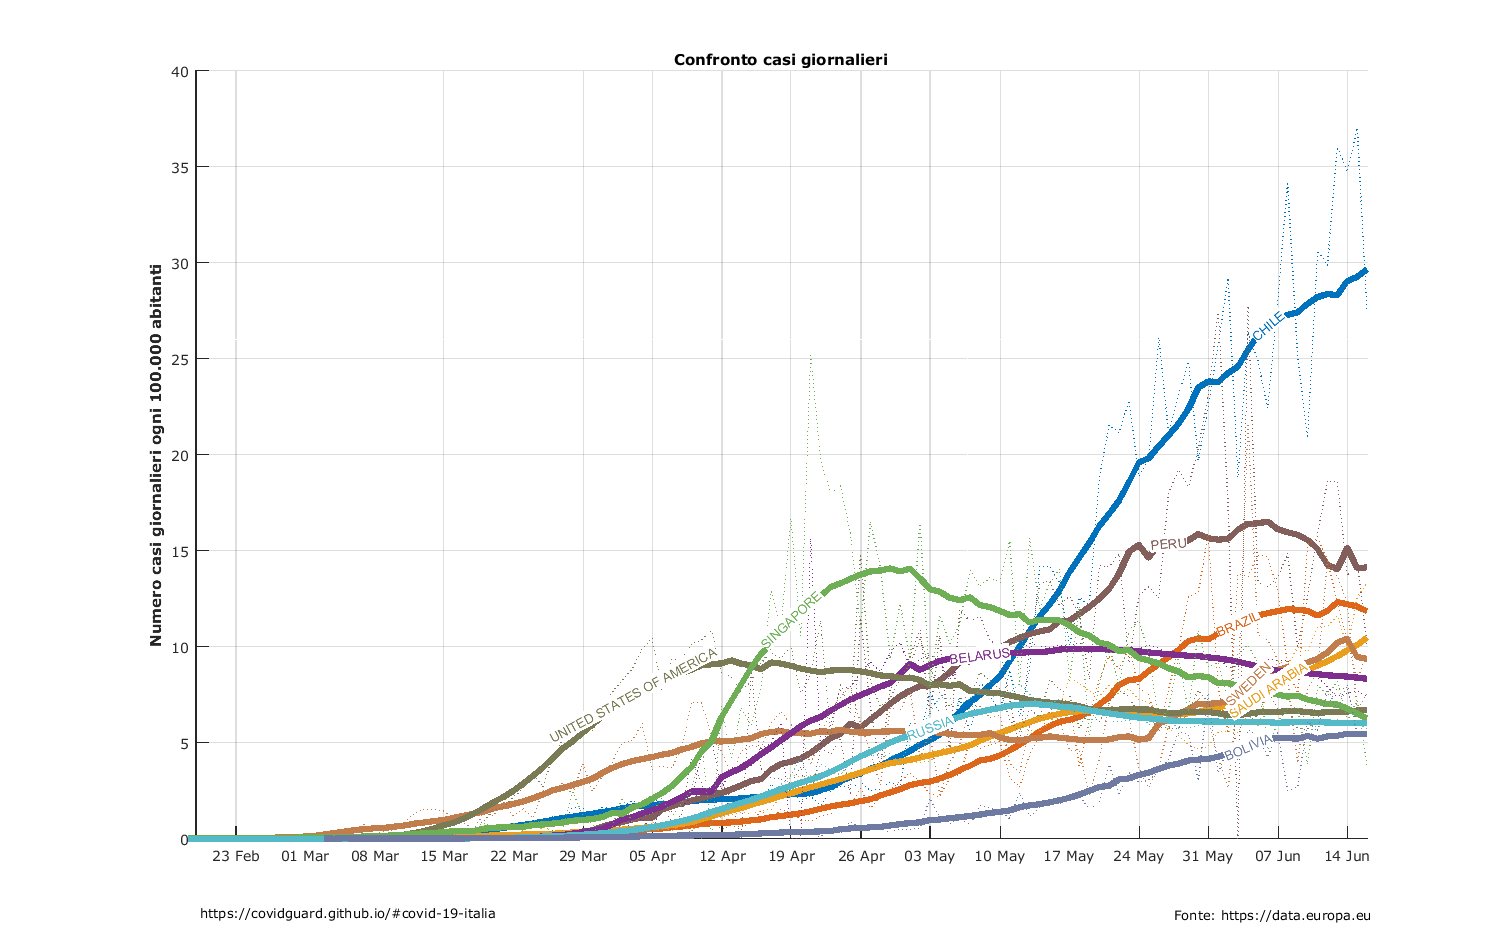 Confronto casi giornalieri
Numero casi giornalieri ogni 100.000 abitanti
40
35
30
25
20
15
10
5
0
CHILE
PERU
BRAZIL
SINGAPORE
BELARUS
UNITED STATES OF AMERICA
SWEDEN
SAUDI ARABIA
RUSSIA
BOLIVIA
23 Feb 01 Mar 08 Mar 15 Mar 22 Mar 29 Mar 05 Apr 12 Apr 19 Apr 26 Apr 03 May 10 May 17 May 24 May 31 May 07 Jun 14 Jun
https://covidguard.github.io/#covid-19-italia
Fonte: https://data.europa.eu